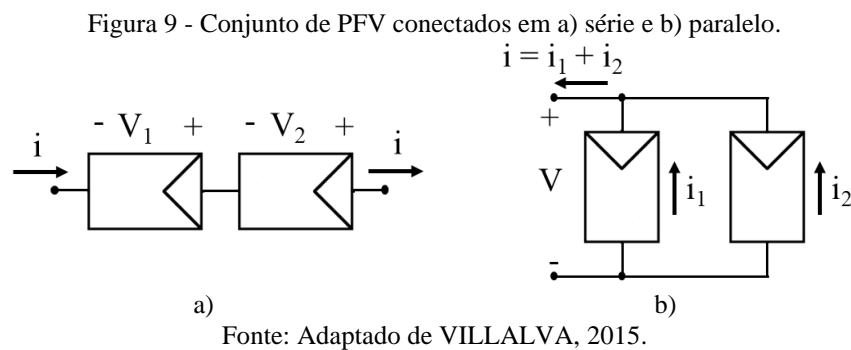 Figura 9 - Conjunto de PFV conectados em a) série e b) paralelo.
i = i₁ + i₂
- V₁ + - V₂ +
i i
+
V i₁ i₂
-
a) b)
Fonte: Adaptado de VILLALVA, 2015.